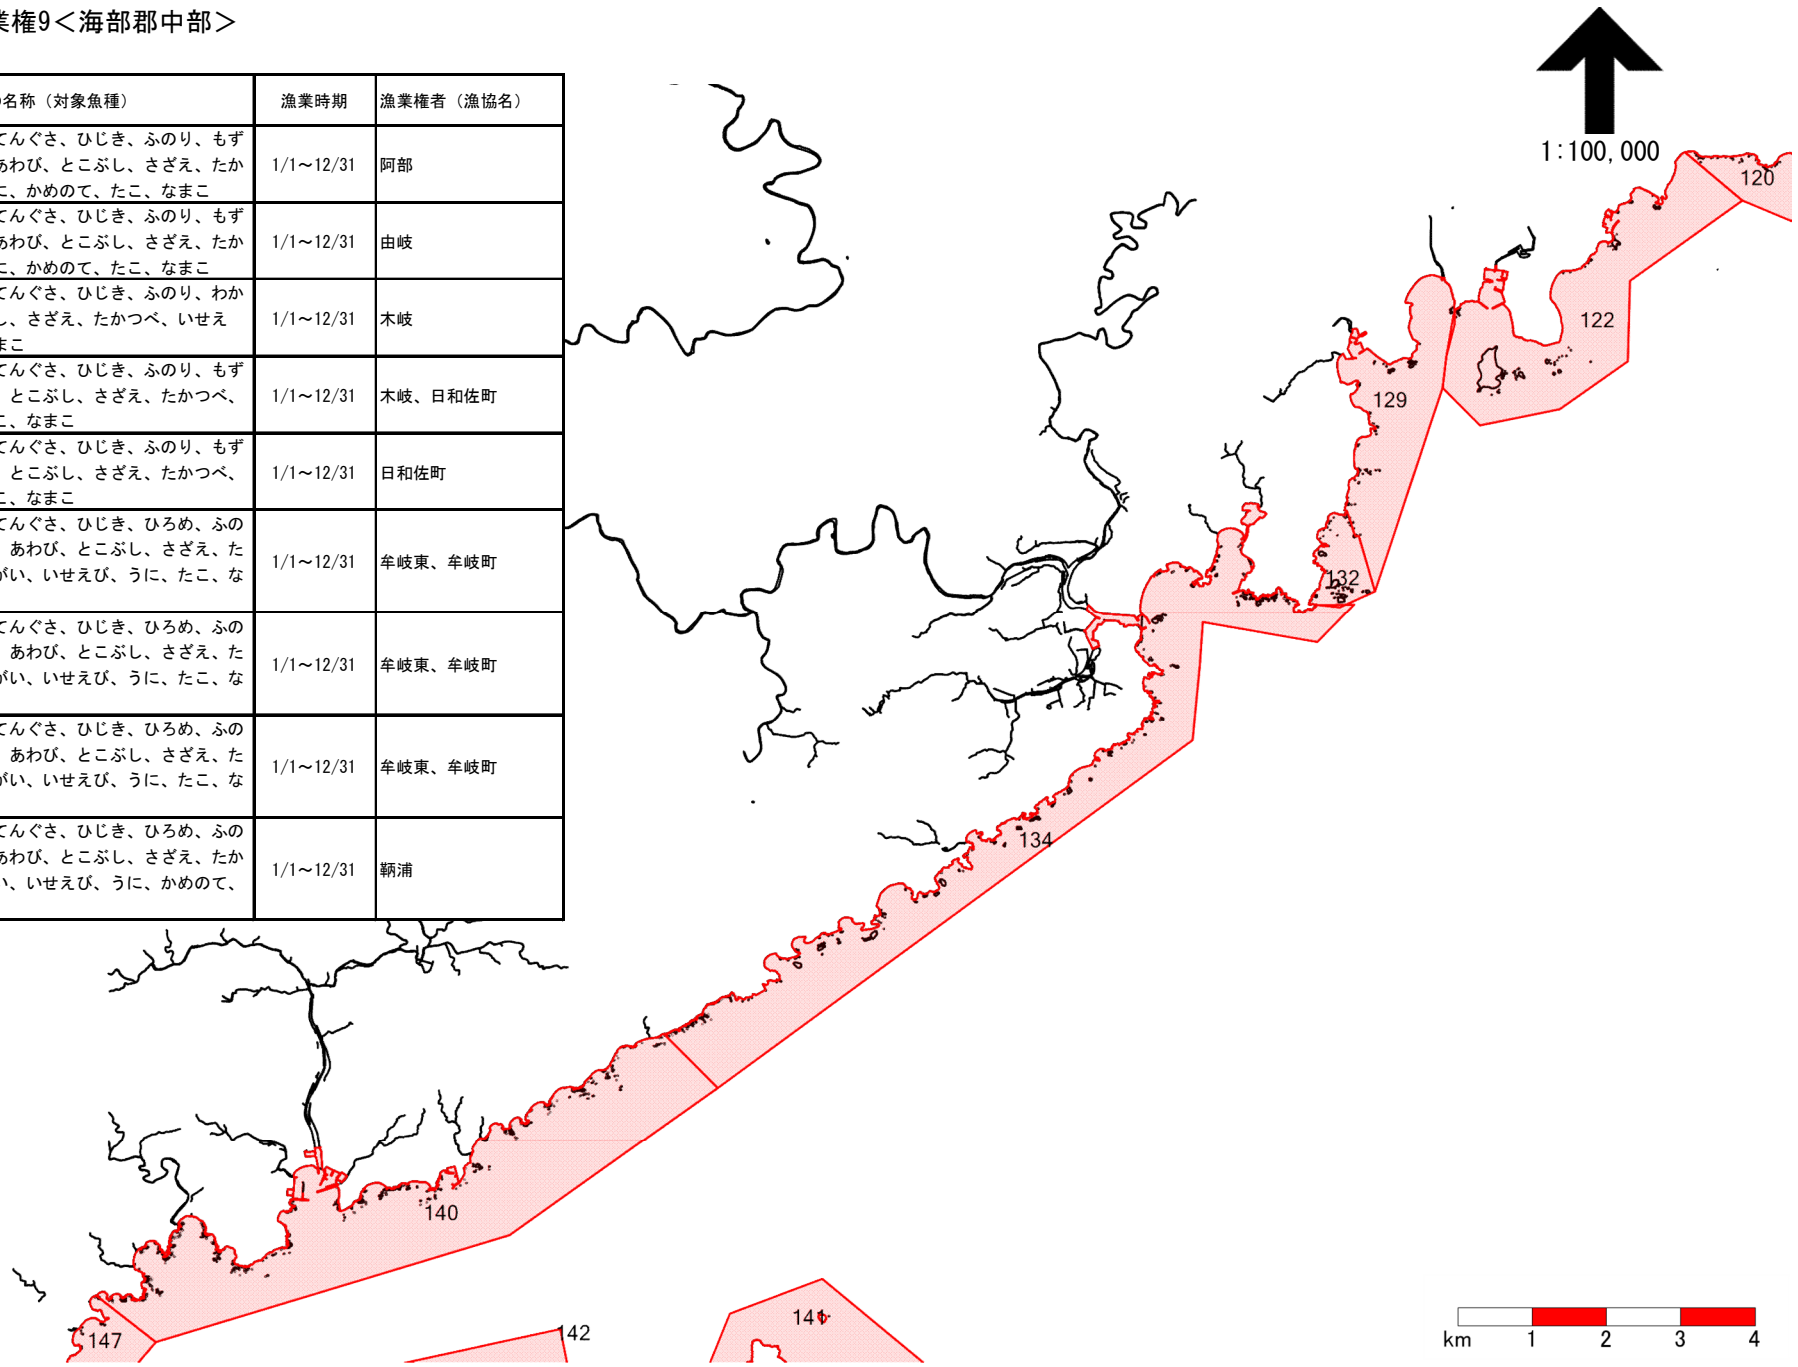 業権9＜海部郡中部＞
名称（対象魚種）
漁業時期
漁業権者（漁協名）
てんぐさ、ひじき、ふのり、もず
あわび、とこぶし、さざえ、たか
に、かめのて、たこ、なまこ
1/1～12/31
阿部
てんぐさ、ひじき、ふのり、もず
あわび、とこぶし、さざえ、たか
に、かめのて、たこ、なまこ
1/1～12/31
由岐
てんぐさ、ひじき、ふのり、わか
し、さざえ、たかつべ、いせえ
まこ
1/1～12/31
木岐
てんぐさ、ひじき、ふのり、もず
、とこぶし、さざえ、たかつべ、
こ、なまこ
1/1～12/31
木岐、日和佐町
てんぐさ、ひじき、ふのり、もず
、とこぶし、さざえ、たかつべ、
こ、なまこ
1/1～12/31
日和佐町
てんぐさ、ひじき、ひろめ、ふの
、あわび、とこぶし、さざえ、た
がい、いせえび、うに、たこ、な
1/1～12/31
牟岐東、牟岐町
てんぐさ、ひじき、ひろめ、ふの
、あわび、とこぶし、さざえ、た
がい、いせえび、うに、たこ、な
1/1～12/31
牟岐東、牟岐町
てんぐさ、ひじき、ひろめ、ふの
、あわび、とこぶし、さざえ、た
がい、いせえび、うに、たこ、な
1/1～12/31
牟岐東、牟岐町
てんぐさ、ひじき、ひろめ、ふの
あわび、とこぶし、さざえ、たか
い、いせえび、うに、かめのて、
1/1～12/31
鞆浦
1:100,000
120
122
129
132
134
140
141
142
147
km 1 2 3 4